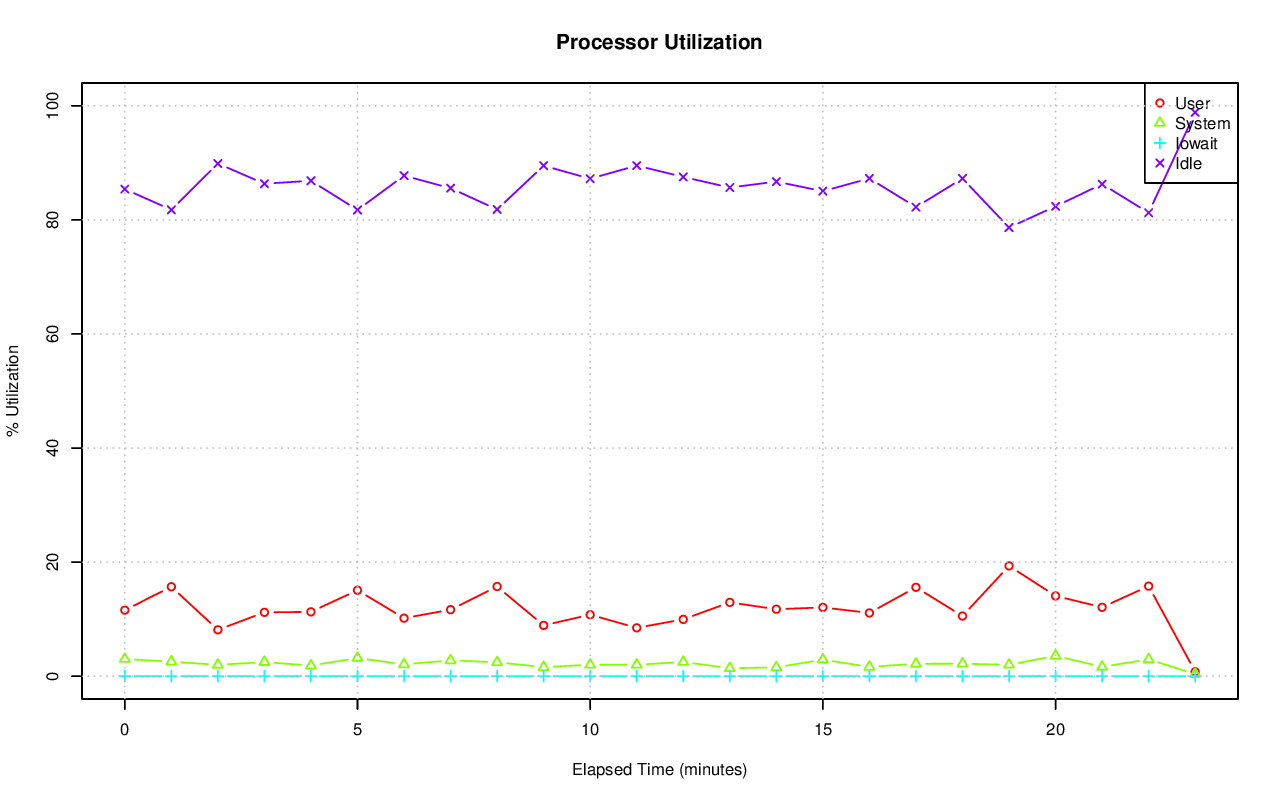 Processor Utilization
% Utilization
100
80
60
40
20
0
User
System
Iowait
Idle
0 5 10 15 20
Elapsed Time (minutes)